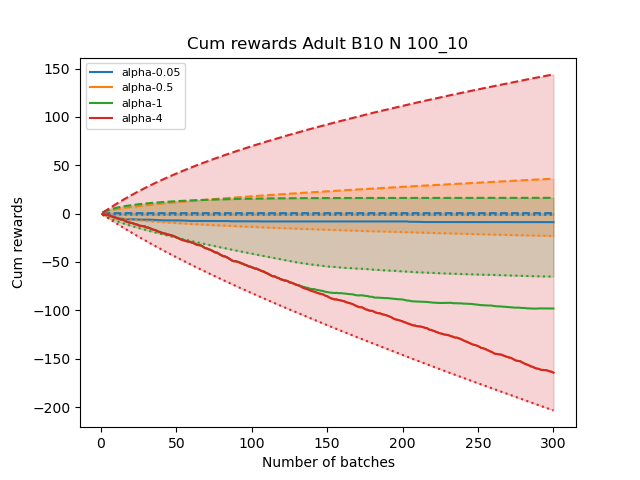 Cum rewards Adult B10 N 100_10
alpha-0.05
alpha-0.5
alpha-1
alpha-4
150
100
50
0
−50
−100
−150
−200
Cum rewards
0 50 100 150 200 250 300
Number of batches